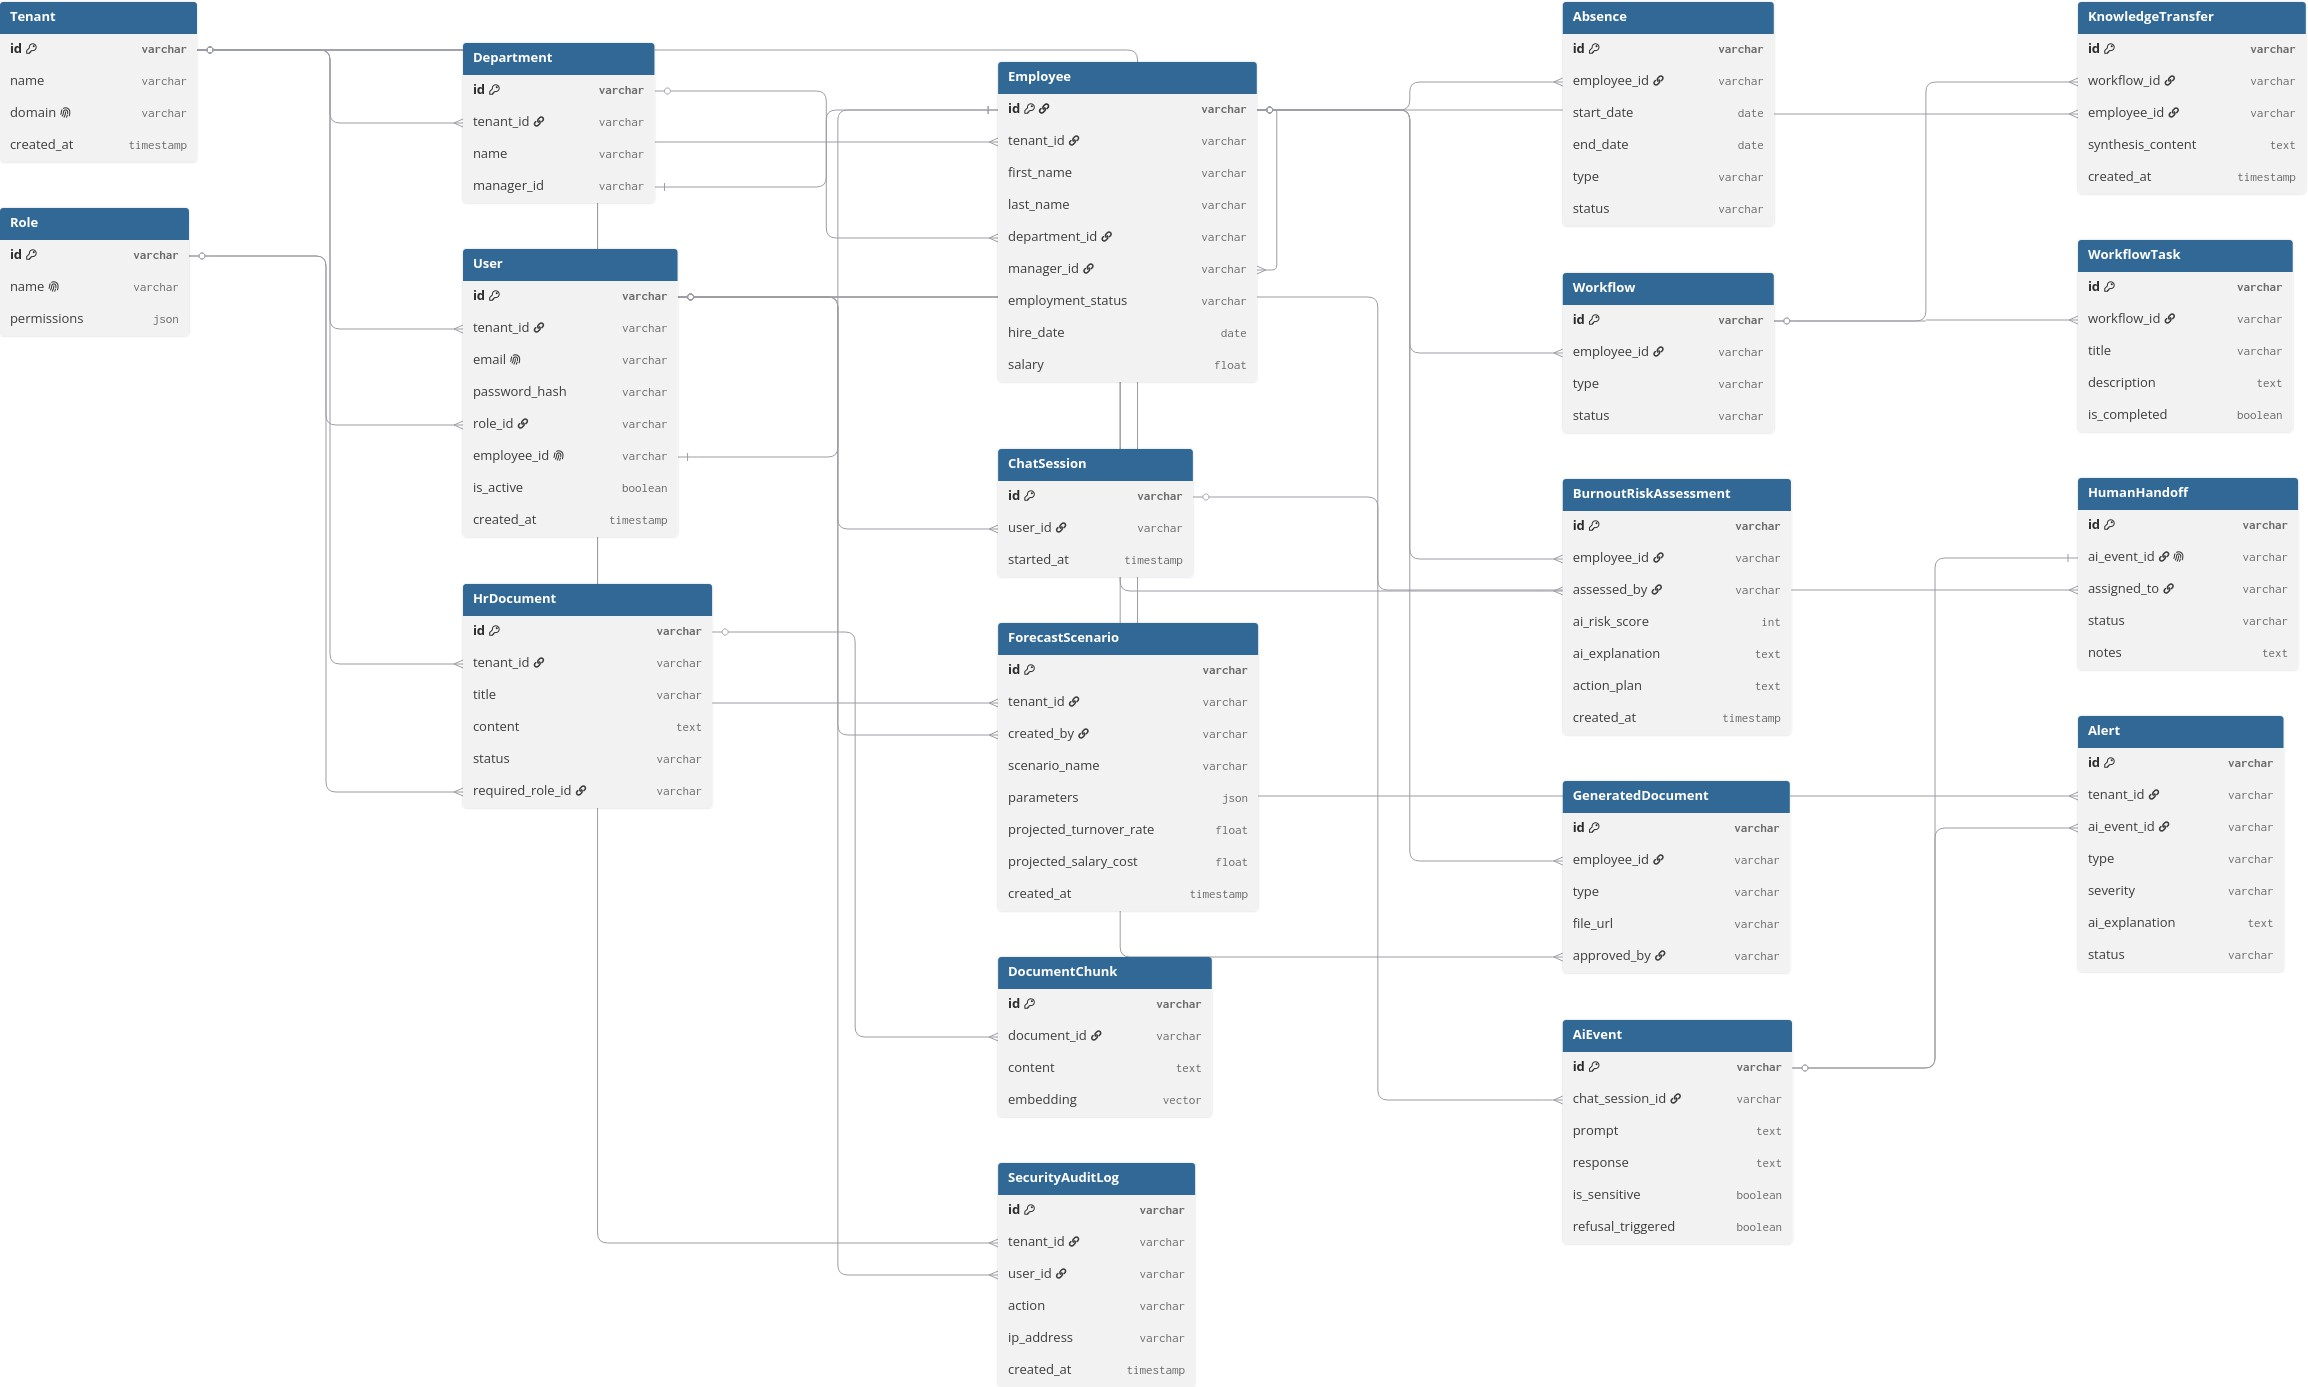 Tenant
id varchar
name varchar
domain varchar
created_at timestamp
Role
id varchar
name varchar
permissions json
Department
id varchar
tenant_id varchar
name varchar
manager_id varchar
User
id varchar
tenant_id varchar
email varchar
password_hash varchar
role_id varchar
employee_id varchar
is_active boolean
created_at timestamp
HrDocument
id varchar
tenant_id varchar
title varchar
content text
status varchar
required_role_id varchar
Employee
id varchar
tenant_id varchar
first_name varchar
last_name varchar
department_id varchar
manager_id varchar
employment_status varchar
hire_date date
salary float
ChatSession
id varchar
user_id varchar
started_at timestamp
ForecastScenario
id varchar
tenant_id varchar
created_by varchar
scenario_name varchar
parameters json
projected_turnover_rate float
projected_salary_cost float
created_at timestamp
DocumentChunk
id varchar
document_id varchar
content text
embedding vector
SecurityAuditLog
id varchar
tenant_id varchar
user_id varchar
action varchar
ip_address varchar
created_at timestamp
Absence
id varchar
employee_id varchar
start_date date
end_date date
type varchar
status varchar
Workflow
id varchar
employee_id varchar
type varchar
status varchar
BurnoutRiskAssessment
id varchar
employee_id varchar
assessed_by varchar
ai_risk_score int
ai_explanation text
action_plan text
created_at timestamp
GeneratedDocument
id varchar
employee_id varchar
type varchar
file_url varchar
approved_by varchar
AiEvent
id varchar
chat_session_id varchar
prompt text
response text
is_sensitive boolean
refusal_triggered boolean
KnowledgeTransfer
id varchar
workflow_id varchar
employee_id varchar
synthesis_content text
created_at timestamp
WorkflowTask
id varchar
workflow_id varchar
title varchar
description text
is_completed boolean
HumanHandoff
id varchar
ai_event_id varchar
assigned_to varchar
status varchar
notes text
Alert
id varchar
tenant_id varchar
ai_event_id varchar
type varchar
severity varchar
ai_explanation text
status varchar